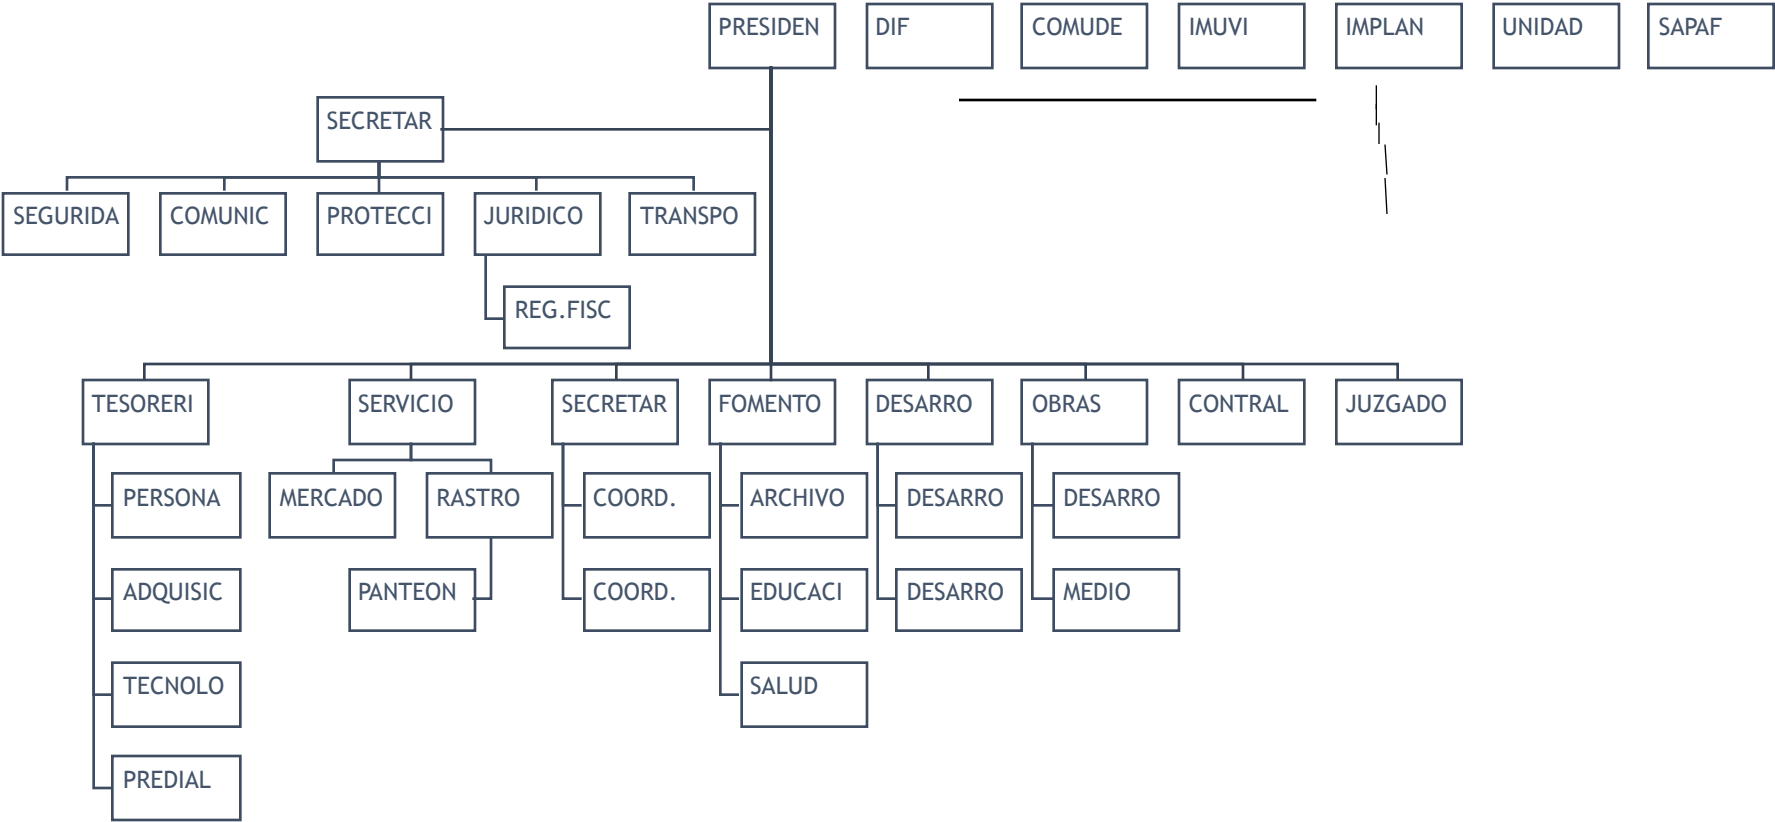 PRESIDEN
DIF
COMUDE
IMUVI
IMPLAN
UNIDAD
SAPAF
SECRETAR
SEGURIDA
COMUNIC
PROTECCI
JURIDICO
TRANSPO
REG.FISC
TESORERI
SERVICIO
SECRETAR
FOMENTO
DESARRO
OBRAS
CONTRAL
JUZGADO
PERSONA
MERCADO
RASTRO
COORD.
ARCHIVO
DESARRO
DESARRO
ADQUISIC
PANTEON
COORD.
EDUCACI
DESARRO
MEDIO
TECNOLO
SALUD
PREDIAL